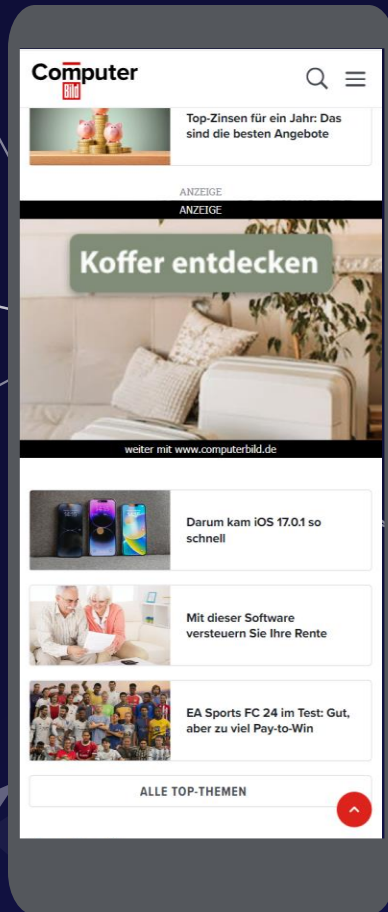 Computer
Bild
Top-Zinsen für ein Jahr: Das
sind die besten Angebote
ANZEIGE
ANZEIGE
Koffer entdecken
weiter mit www.computerbild.de
Darum kam iOS 17.0.1 so
schnell
Mit dieser Software
versteuern Sie Ihre Rente
EA Sports FC 24 im Test: Gut,
aber zu viel Pay-to-Win
ALLE TOP-THEMEN